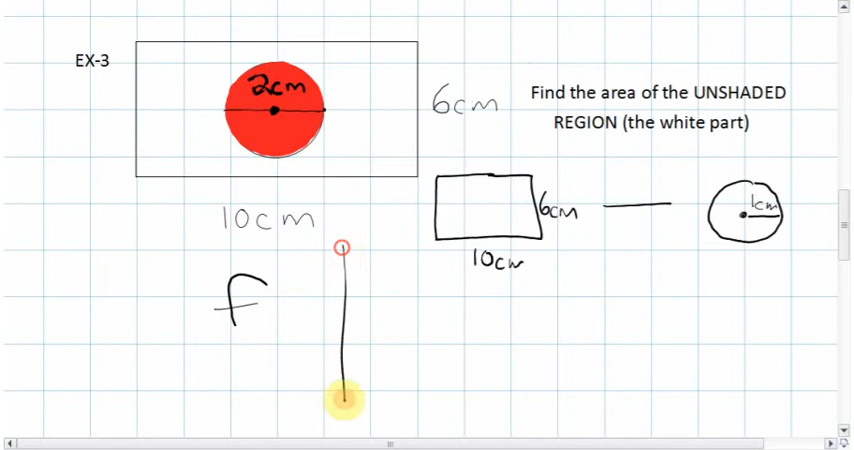 EX-3
2cm
6cm
Find the area of the UNSHADED
REGION (the white part)
6cm
1cm
10cm
10cm
f